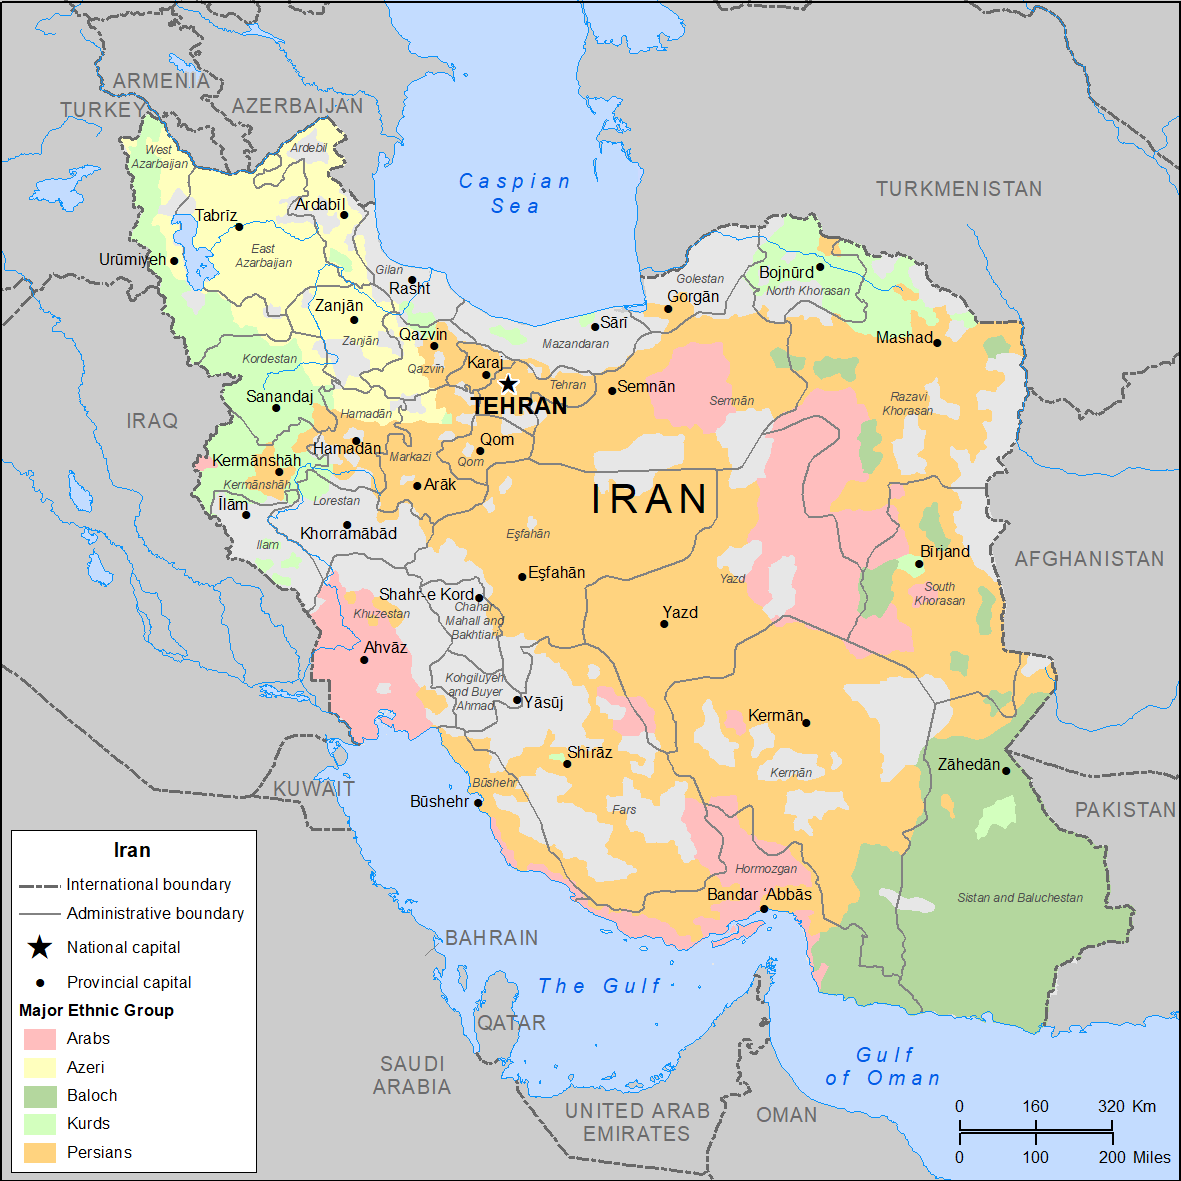 ARMENIA
TURKEY
AZERBAIJAN
West
Azarbaijan
Ardebil
Caspian
Sea
TURKMENISTAN
Ardabīl
Tabrīz
East
Azarbaijan
Urūmīyeh
Gilan
Rasht
Golestan
Bojnūrd
North Khorasan
Gorgān
Zanjān
Zanjān
Qazvin
Qazvīn
Sārī
Mazandaran
Mashad
Kordestan
Karaj
Tehran
TEHRAN
Semnān
Semnān
Razavi
Khorasan
Sanandaj
Hamadān
Hamadān
IRAQ
Qom
Qom
Markazi
Arāk
Kermānshāh
Kermānshāh
Īlām
Ilam
Lorestan
Khorramābād
IRAN
Eşfahān
Eşfahān
Bīrjand
South
Khorasan
AFGHANISTAN
Yazd
Yazd
Shahr-e Kord
Chahar
Mahall and
Bakhtiari
Khuzestan
Ahvāz
Kohgiluyeh
and Buyer
Ahmad
Yāsūj
Kermān
Kermān
Shīrāz
Fars
Zāhedān
KUWAIT
Būshehr
Būshehr
PAKISTAN
Hormozgan
Bandar ‘Abbās
Sistan and Baluchestan
BAHRAIN
The Gulf
QATAR
SAUDI
ARABIA
Gulf
of Oman
UNITED ARAB
EMIRATES
OMAN
Iran
International boundary
Administrative boundary
National capital
Provincial capital
Major Ethnic Group
Arabs
Azeri
Baloch
Kurds
Persians
0 160 320 Km
0 100 200 Miles